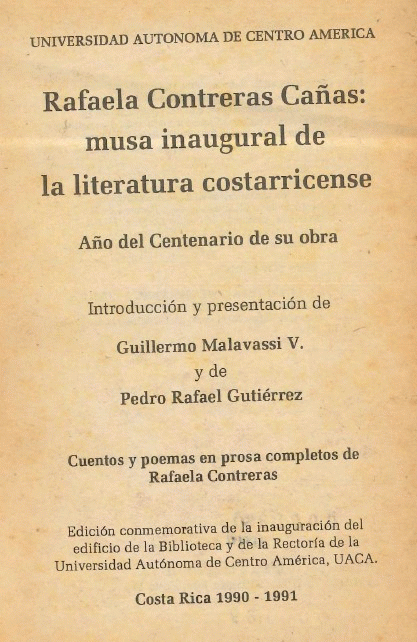 UNIVERSIDAD AUTONOMA DE CENTRO AMERICA
Rafaela Contreras Cañas:
musa inaugural de
la literatura costarricense
Año del Centenario de su obra
Introducción y presentación de
Guillermo Malavassi V.
y de
Pedro Rafael Gutiérrez
Cuentos y poemas en prosa completos de
Rafaela Contreras
Edición conmemorativa de la inauguración del
edificio de la Biblioteca y de la Rectoría de la
Universidad Autónoma de Centro América, UACA.
Costa Rica 1990 - 1991